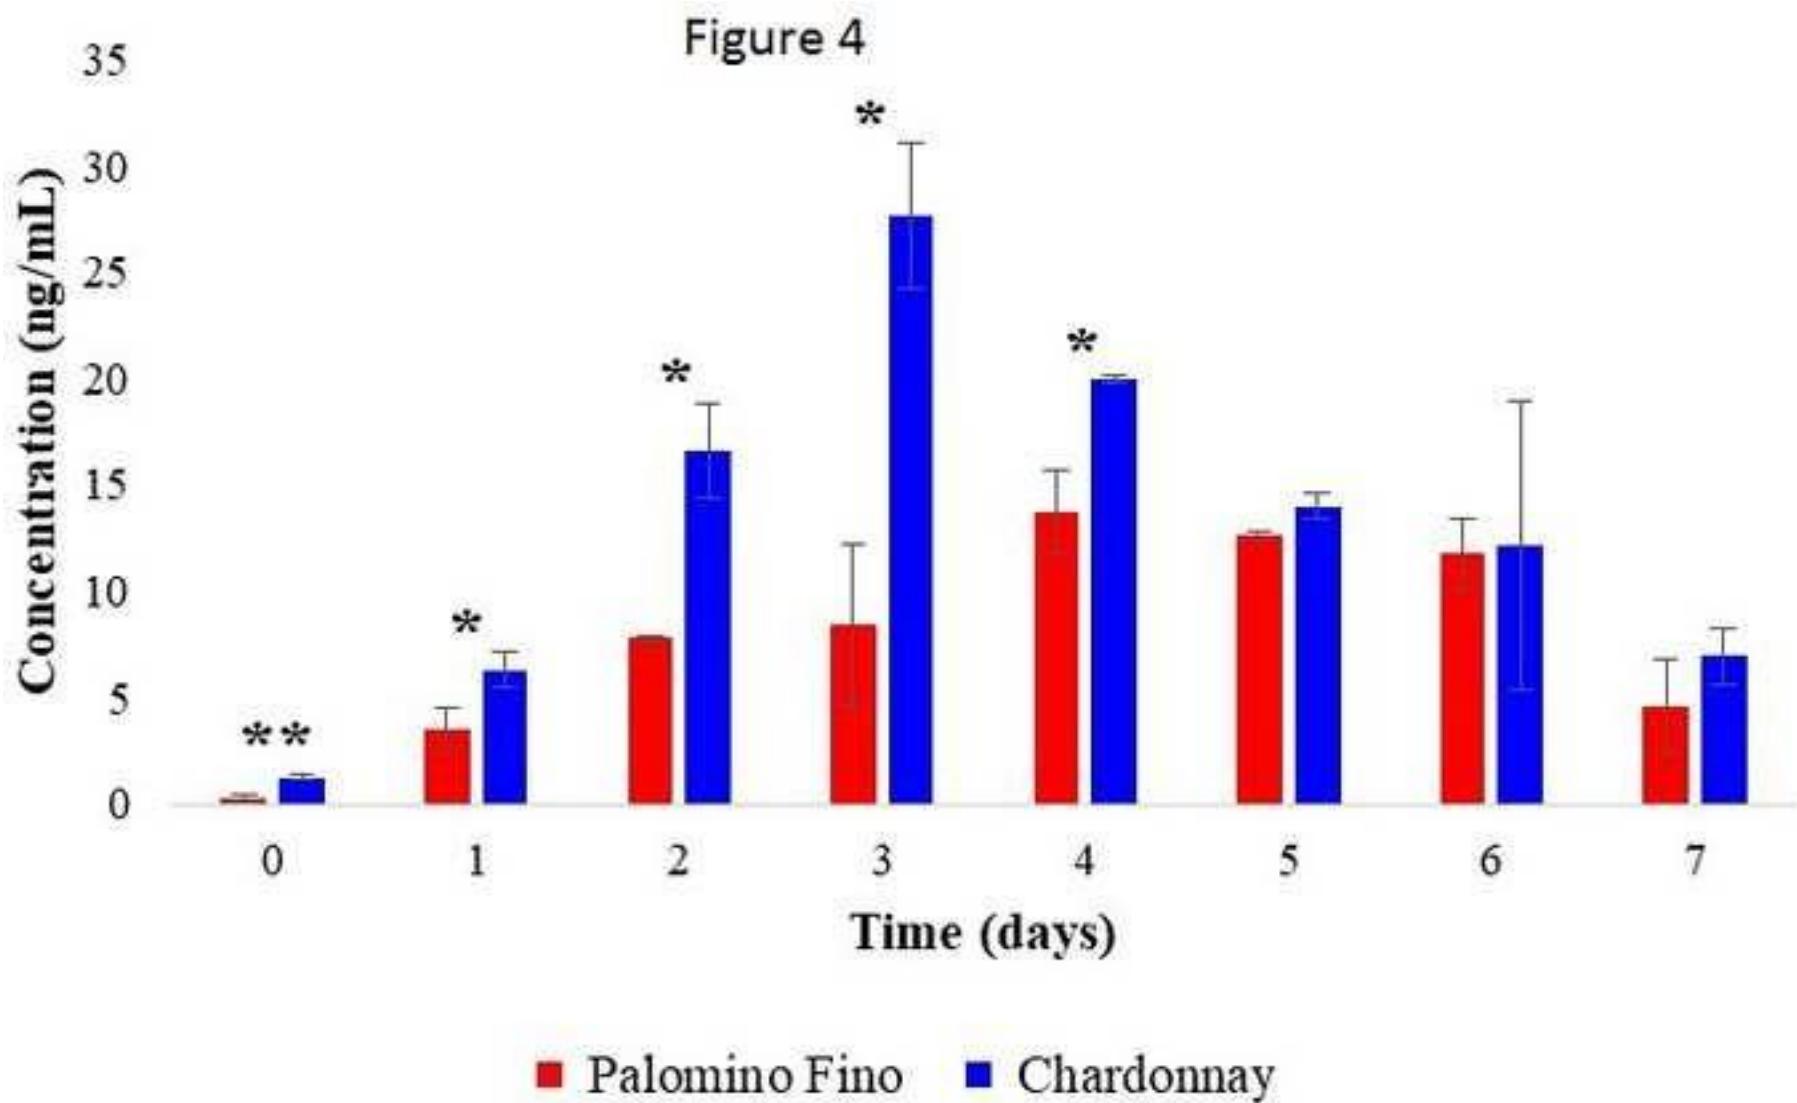 Figure 4
Concentration (ng/mL)
35
30
25
20
15
10
5
0
*
*
*
*
**
0 1 2 3 4 5 6 7
Time (days)
Palomino Fino Chardonnay